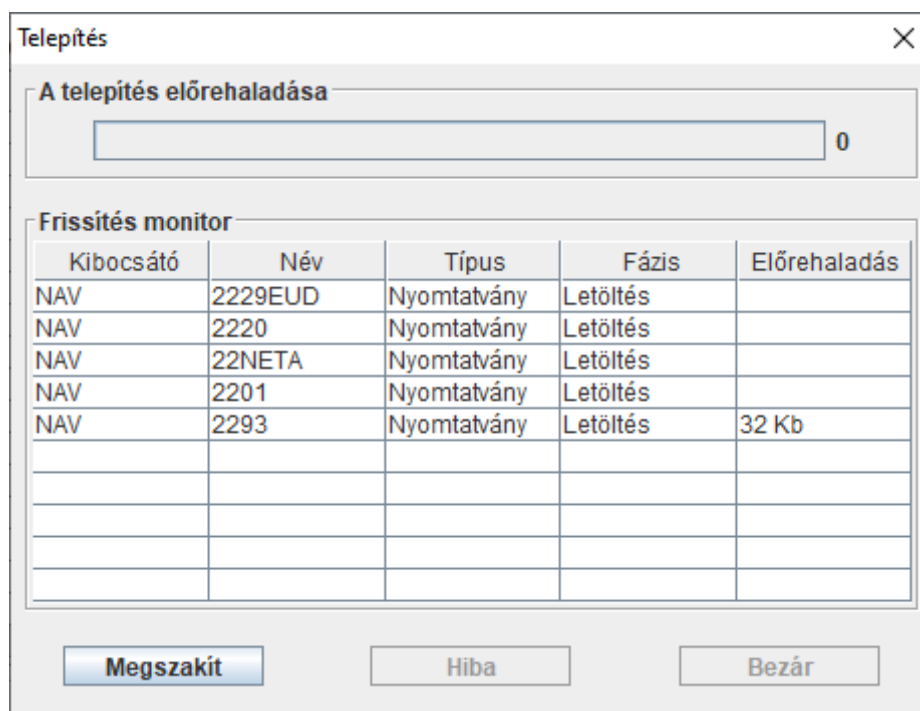 Telepítés
A telepítés előrehaladása
0
Frissítés monitor
Kibocsátó Név Típus Fázis Előrehaladás
NAV 2229EUD Nyomtatvány Letöltés
NAV 2220 Nyomtatvány Letöltés
NAV 22NETA Nyomtatvány Letöltés
NAV 2201 Nyomtatvány Letöltés
NAV 2293 Nyomtatvány Letöltés 32 Kb
Megszakít Hiba Bezár